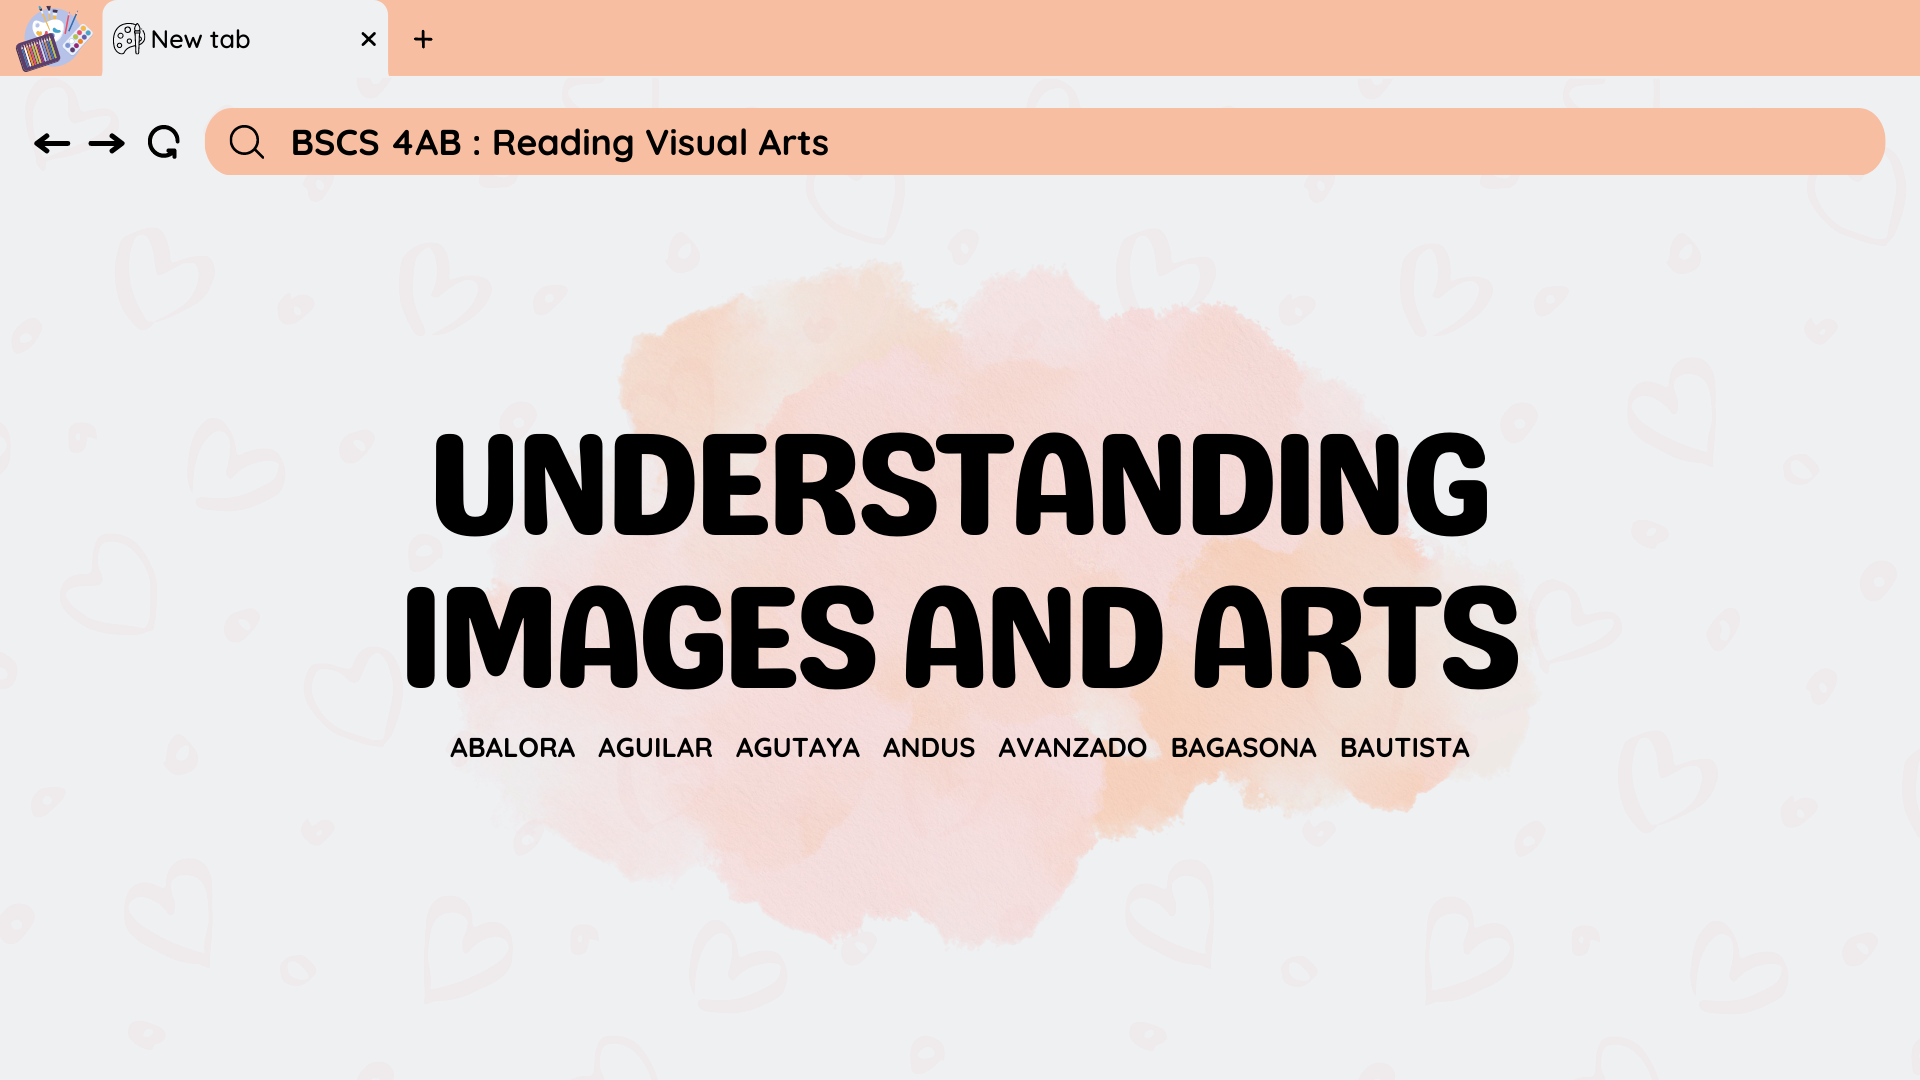 New tab
BSCS 4AB : Reading Visual Arts
UNDERSTANDING
IMAGES AND ARTS
ABALORA AGUILAR AGUTAYA ANDUS AVANZADO BAGASONA BAUTISTA